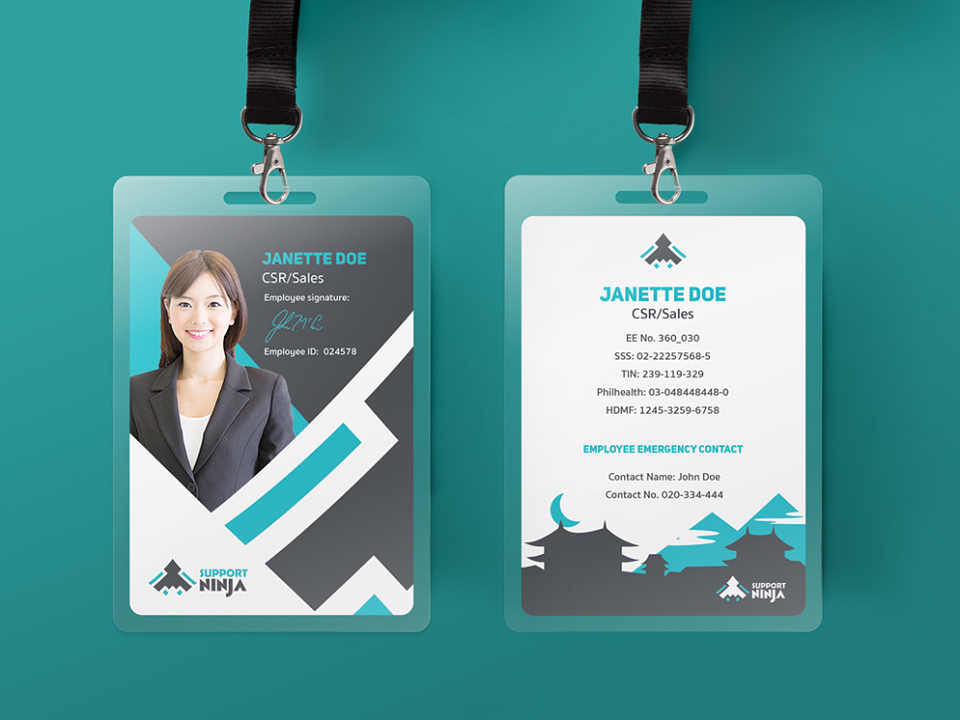 JANETTE DOE
CSR/Sales
Employee signature:
Employee ID: 024578
SUPPORT
NINJA
JANETTE DOE
CSR/Sales
EE No. 360_030
SSS: 02-22257568-5
TIN: 239-119-329
Philhealth: 03-048448448-0
HDMF: 1245-3259-6758
EMPLOYEE EMERGENCY CONTACT
Contact Name: John Doe
Contact No. 020-334-444
SUPPORT
NINJA